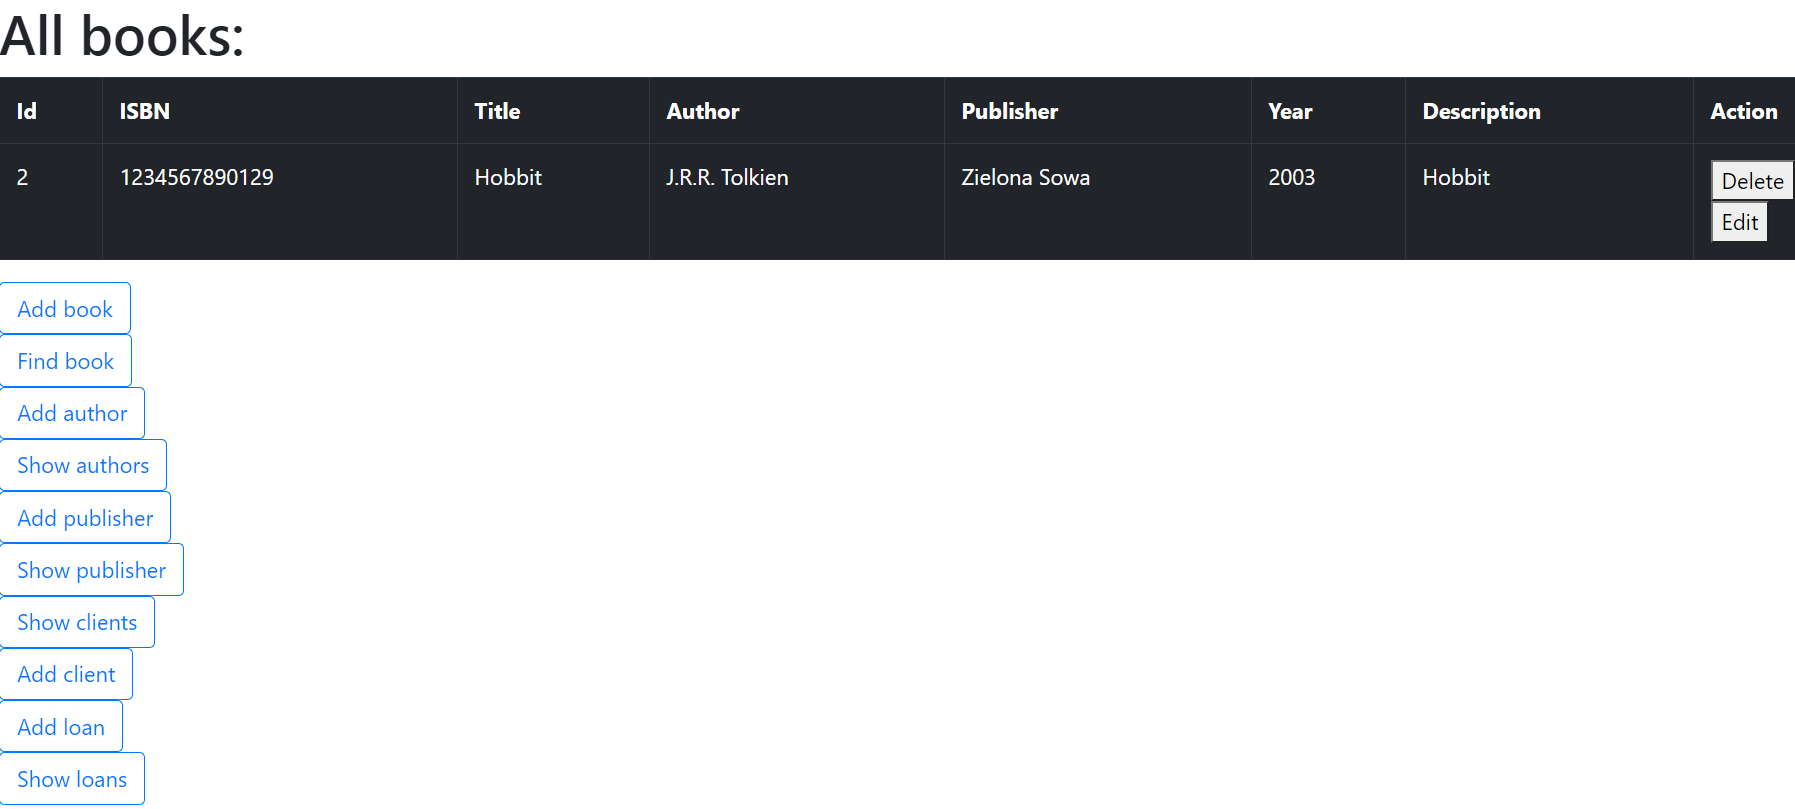 All books:
Id ISBN Title Author Publisher Year Description Action
2 1234567890129 Hobbit J.R.R. Tolkien Zielona Sowa 2003 Hobbit Delete
Edit
Add book
Find book
Add author
Show authors
Add publisher
Show publisher
Show clients
Add client
Add loan
Show loans